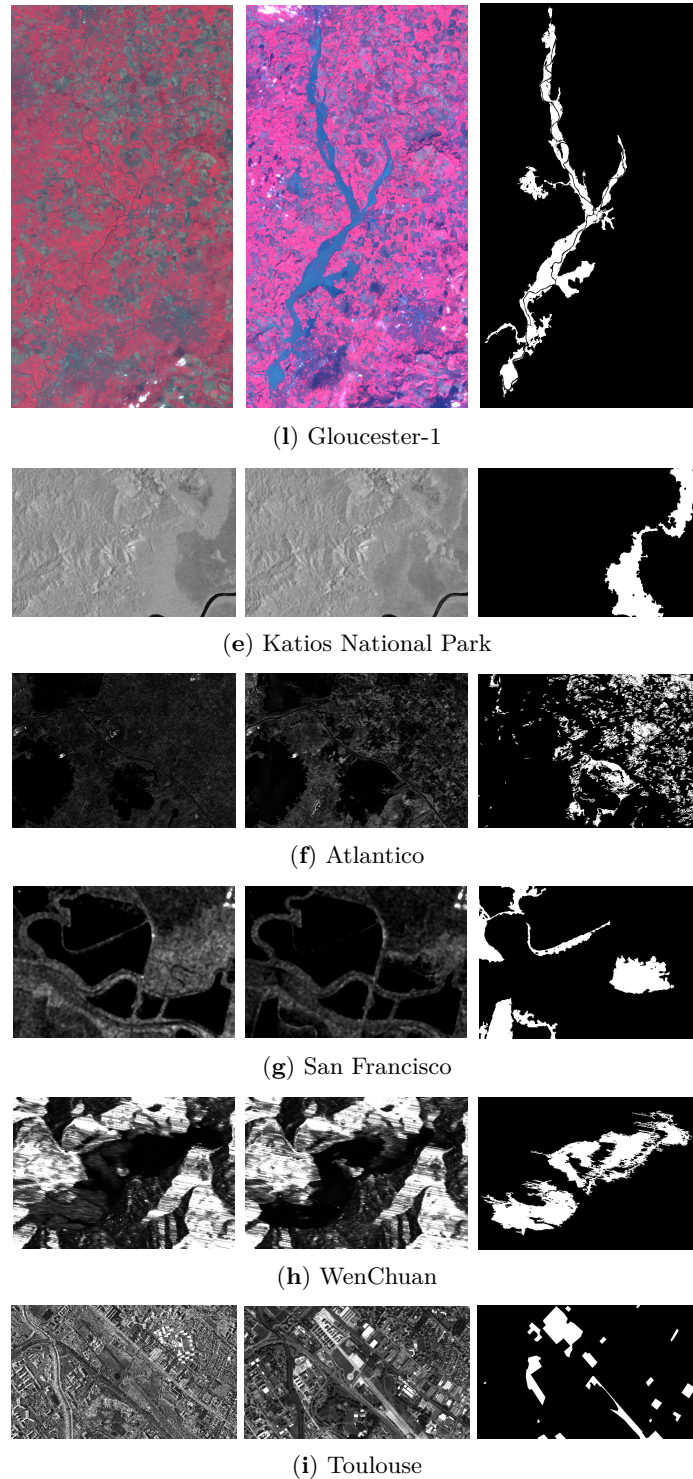 (l) Gloucester-1
(e) Katios National Park
(f) Atlantico
(g) San Francisco
(h) WenChuan
(i) Toulouse